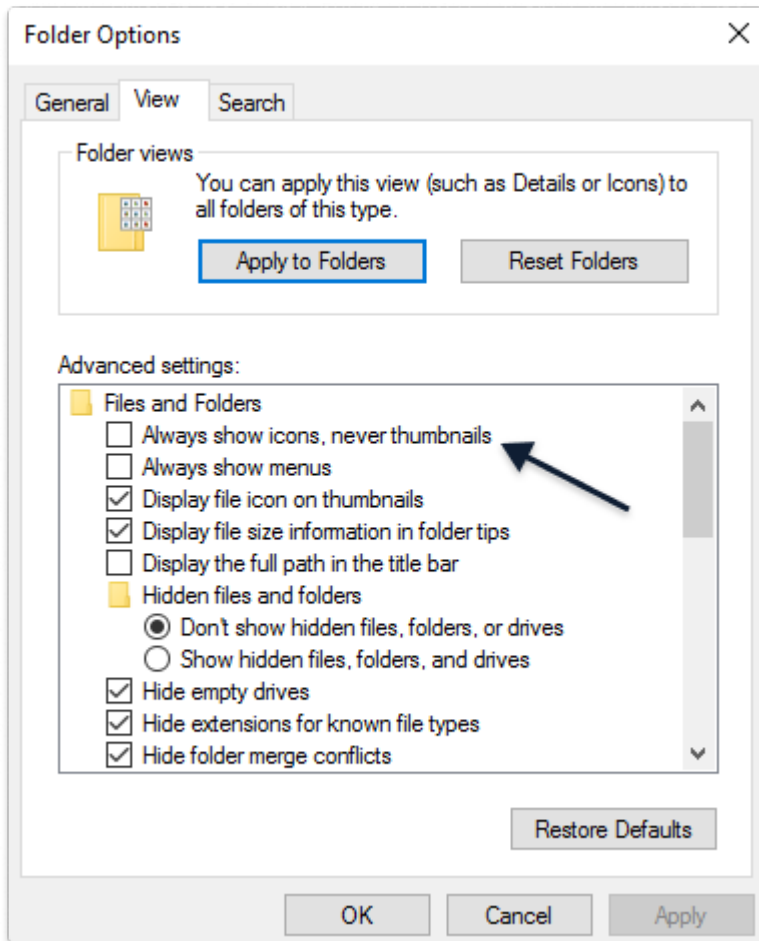 Folder Options
General View Search
Folder views
You can apply this view (such as Details or Icons) to
all folders of this type.
Apply to Folders Reset Folders
Advanced settings:
Files and Folders
Always show icons, never thumbnails
Always show menus
Display file icon on thumbnails
Display file size information in folder tips
Display the full path in the title bar
Hidden files and folders
Don't show hidden files, folders, or drives
Show hidden files, folders, and drives
Hide empty drives
Hide extensions for known file types
Hide folder merge conflicts
Restore Defaults
OK Cancel Apply